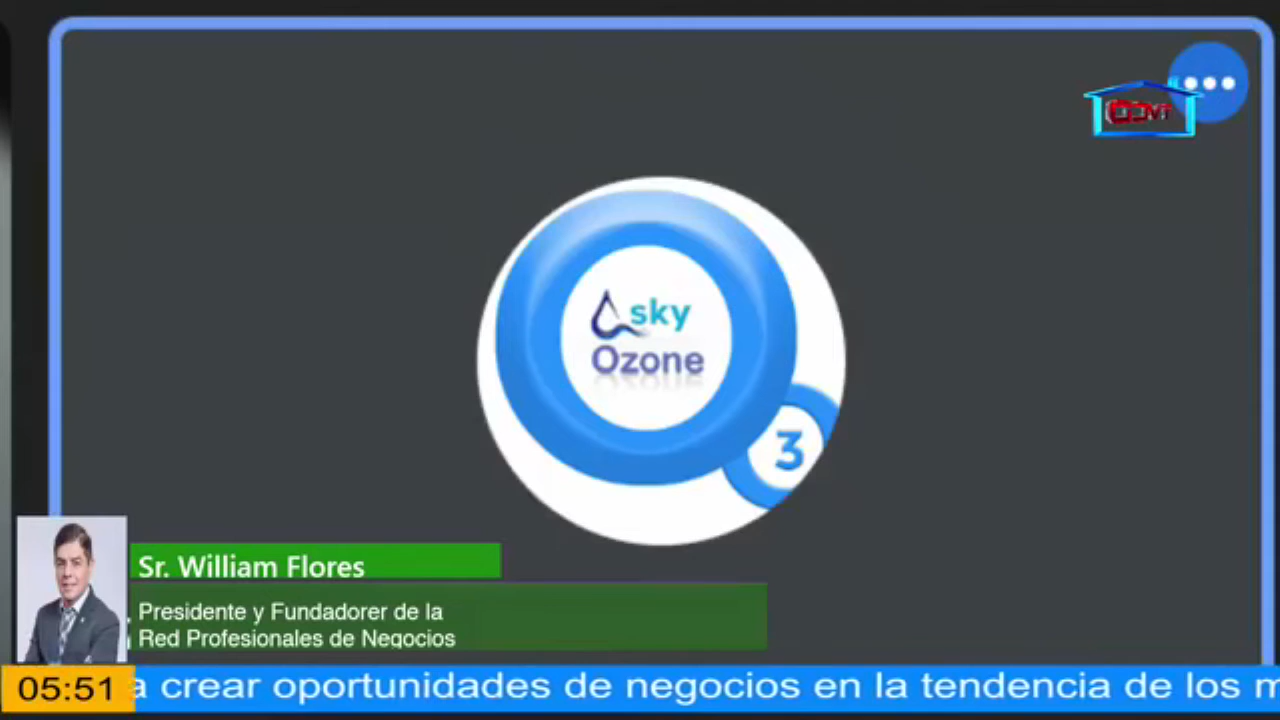 sky
Ozone
3
Sr. William Flores
Presidente y Fundadorer de la
Red Profesionales de Negocios
05:51
a crear oportunidades de negocios en la tendencia de los